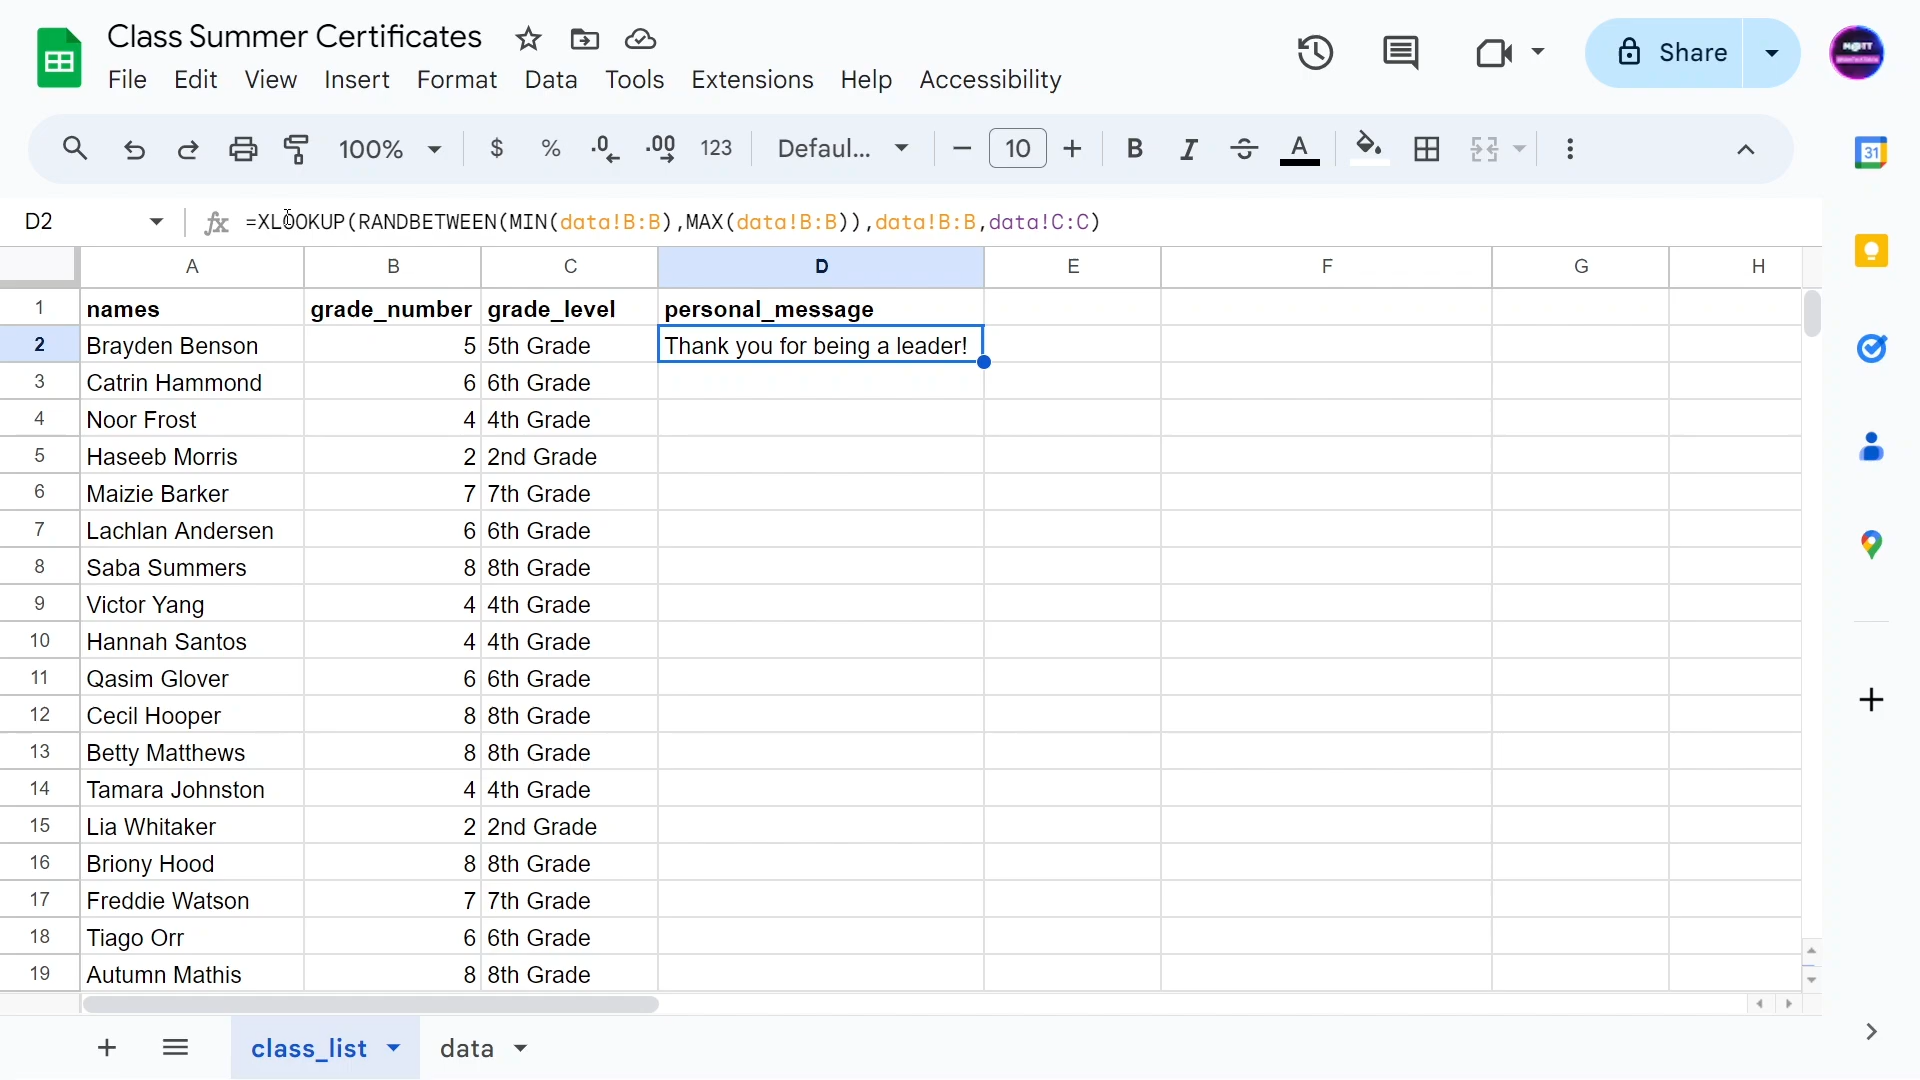 Class Summer Certificates
File Edit View Insert Format Data Tools Extensions Help Accessibility
Share
M@TT
100% $ % .0 .00 123 Defaul... 10 B I A
31
D2 fx =XLOOKUP(RANDBETWEEN(MIN(data!B:B),MAX(data!B:B)),data!B:B,data!C:C)
A B C D E F G H
1 names grade_number grade_level personal_message
2 Brayden Benson 5 5th Grade Thank you for being a leader!
3 Catrin Hammond 6 6th Grade
4 Noor Frost 4 4th Grade
5 Haseeb Morris 2 2nd Grade
6 Maizie Barker 7 7th Grade
7 Lachlan Andersen 6 6th Grade
8 Saba Summers 8 8th Grade
9 Victor Yang 4 4th Grade
10 Hannah Santos 4 4th Grade
11 Qasim Glover 6 6th Grade
12 Cecil Hooper 8 8th Grade
13 Betty Matthews 8 8th Grade
14 Tamara Johnston 4 4th Grade
15 Lia Whitaker 2 2nd Grade
16 Briony Hood 8 8th Grade
17 Freddie Watson 7 7th Grade
18 Tiago Orr 6 6th Grade
19 Autumn Mathis 8 8th Grade
class_list data